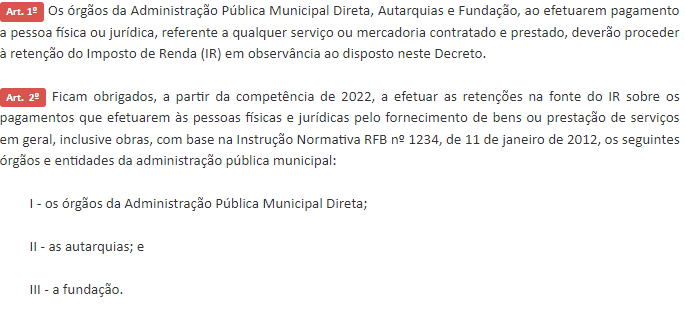 Art. 1º Os órgãos da Administração Pública Municipal Direta, Autarquias e Fundação, ao efetuarem pagamento
a pessoa física ou jurídica, referente a qualquer serviço ou mercadoria contratado e prestado, deverão proceder
à retenção do Imposto de Renda (IR) em observância ao disposto neste Decreto.
Art. 2º Ficam obrigados, a partir da competência de 2022, a efetuar as retenções na fonte do IR sobre os
pagamentos que efetuarem às pessoas físicas e jurídicas pelo fornecimento de bens ou prestação de serviços
em geral, inclusive obras, com base na Instrução Normativa RFB nº 1234, de 11 de janeiro de 2012, os seguintes
órgãos e entidades da administração pública municipal:
I - os órgãos da Administração Pública Municipal Direta;
II - as autarquias; e
III - a fundação.